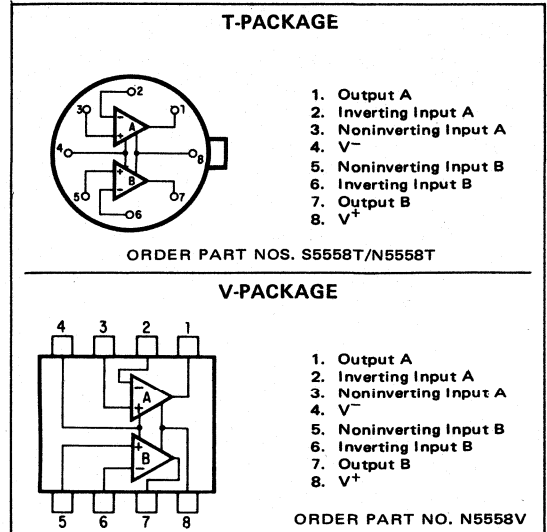 T-PACKAGE
2
3
1
−
A
+
4
8
+
B
−
5
7
6
1. Output A
2. Inverting Input A
3. Noninverting Input A
4. V⁻
5. Noninverting Input B
6. Inverting Input B
7. Output B
8. V⁺
ORDER PART NOS. S5558T/N5558T
V-PACKAGE
4 3 2 1
−
A
+
+
B
−
5 6 7 8
1. Output A
2. Inverting Input A
3. Noninverting Input A
4. V⁻
5. Noninverting Input B
6. Inverting Input B
7. Output B
8. V⁺
ORDER PART NO. N5558V